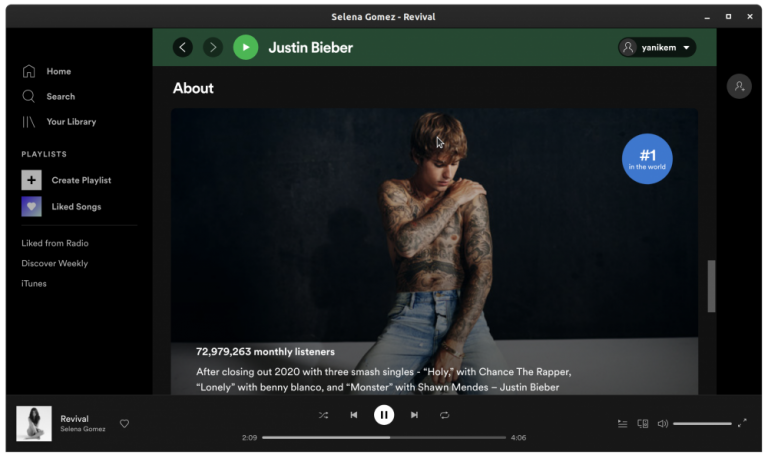 Selena Gomez - Revival
Justin Bieber
yanikem
Home
Search
Your Library
PLAYLISTS
Create Playlist
Liked Songs
Liked from Radio
Discover Weekly
iTunes
About
#1
in the world
72,979,263 monthly listeners
After closing out 2020 with three smash singles - “Holy,” with Chance The Rapper,
“Lonely” with benny blanco, and “Monster” with Shawn Mendes – Justin Bieber
Revival
Selena Gomez
2:09
4:06